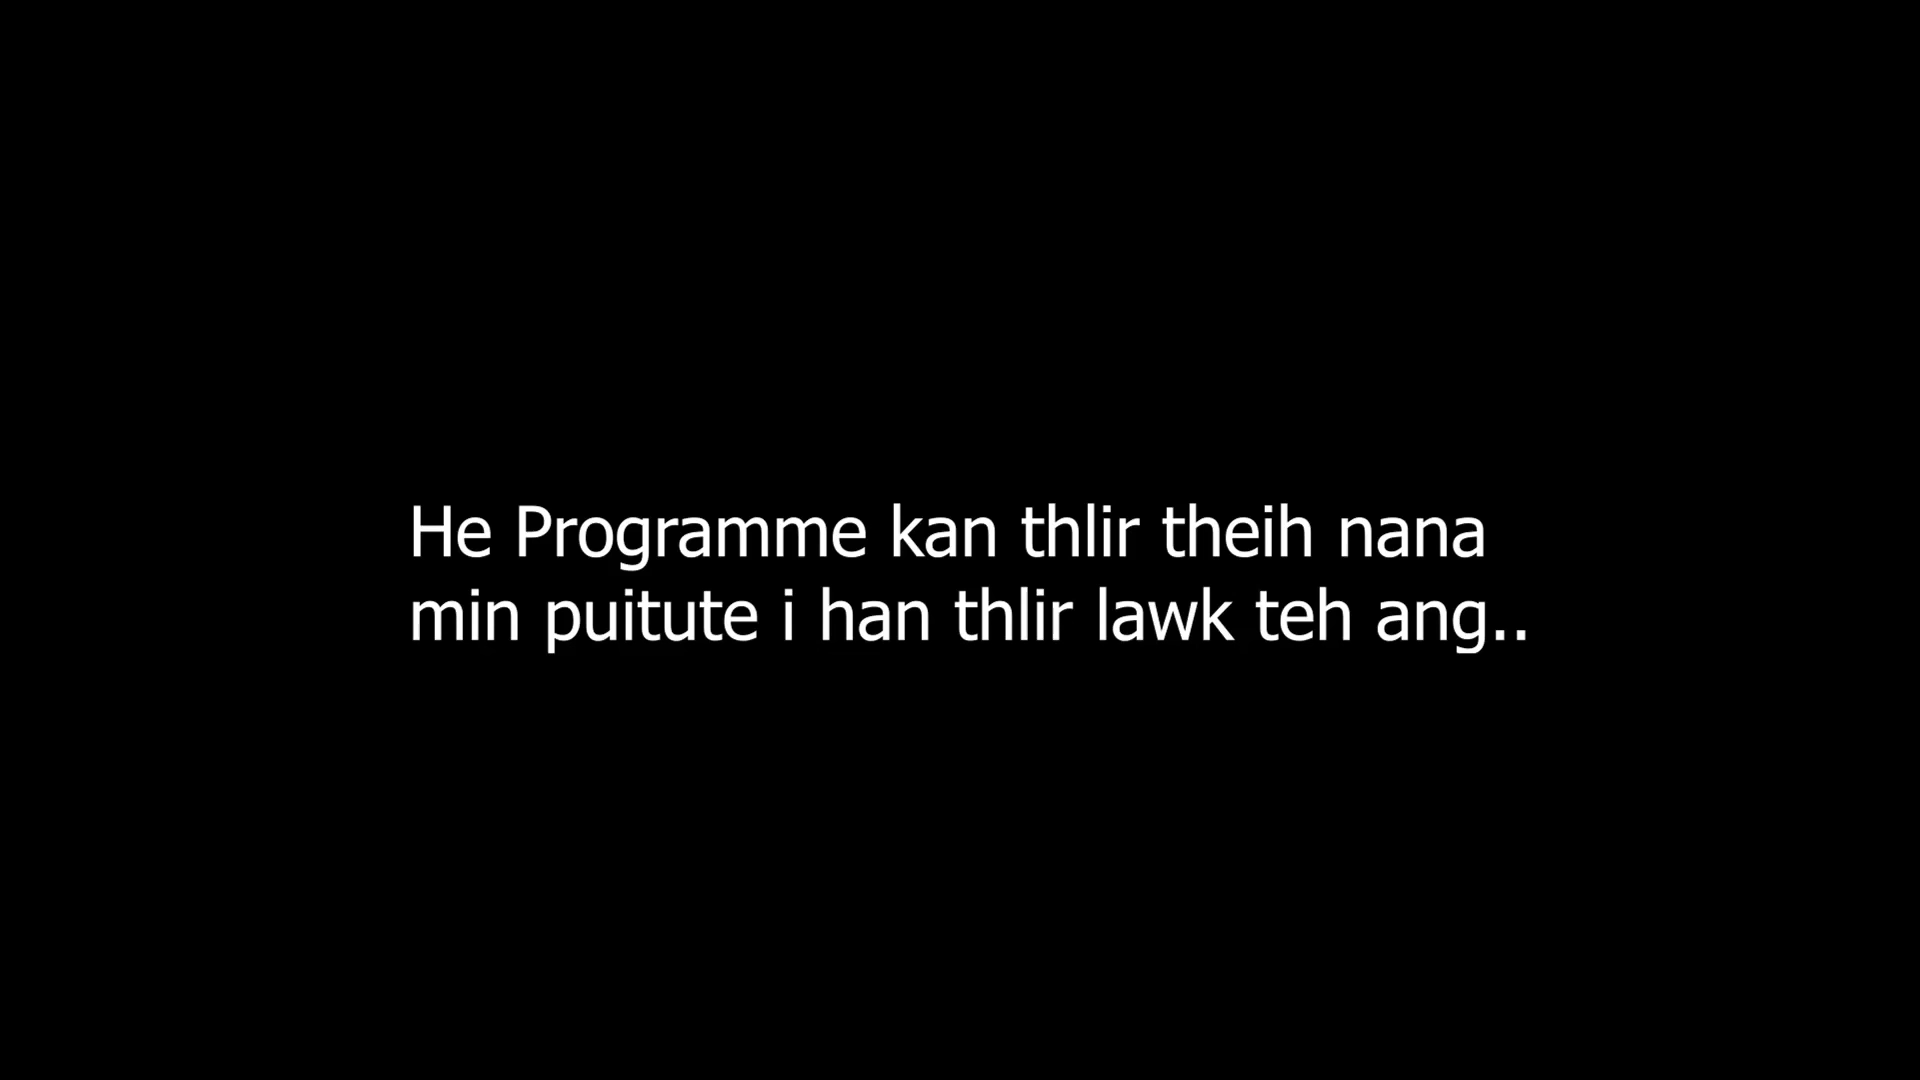 He Programme kan thlir theih nana
min puitute i han thlir lawk teh ang..